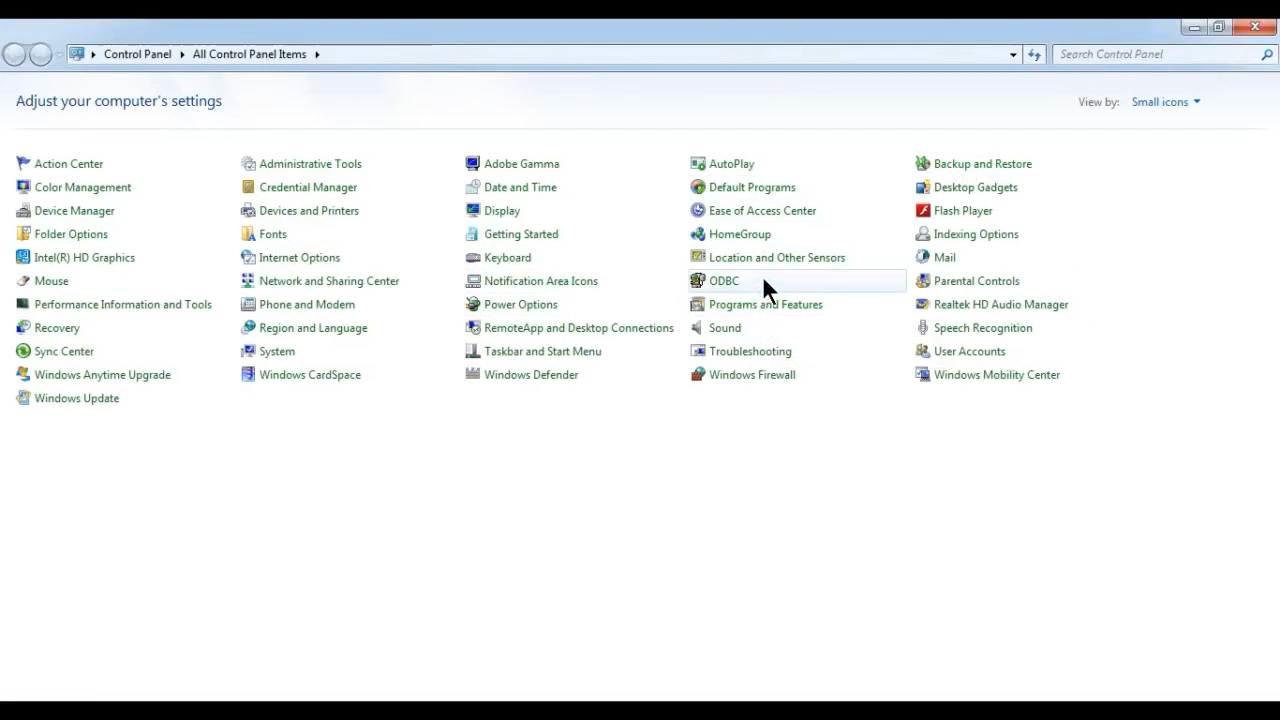 Control Panel All Control Panel Items Search Control Panel
Adjust your computer's settings View by: Small icons
Action Center Administrative Tools Adobe Gamma AutoPlay Backup and Restore
Color Management Credential Manager Date and Time Default Programs Desktop Gadgets
Device Manager Devices and Printers Display Ease of Access Center Flash Player
Folder Options Fonts Getting Started HomeGroup Indexing Options
Intel(R) HD Graphics Internet Options Keyboard Location and Other Sensors Mail
Mouse Network and Sharing Center Notification Area Icons ODBC Parental Controls
Performance Information and Tools Phone and Modem Power Options Programs and Features Realtek HD Audio Manager
Recovery Region and Language RemoteApp and Desktop Connections Sound Speech Recognition
Sync Center System Taskbar and Start Menu Troubleshooting User Accounts
Windows Anytime Upgrade Windows CardSpace Windows Defender Windows Firewall Windows Mobility Center
Windows Update